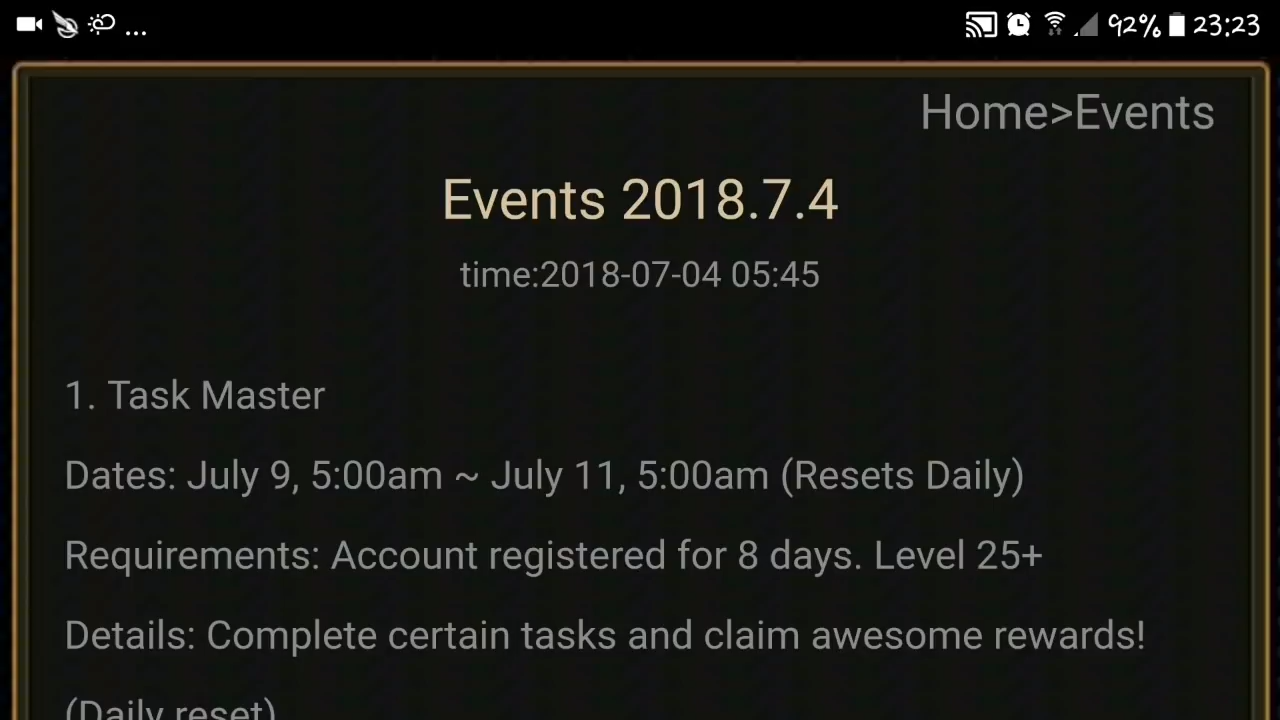 ... 92% 23:23
Home>Events
Events 2018.7.4
time:2018-07-04 05:45
1. Task Master
Dates: July 9, 5:00am ~ July 11, 5:00am (Resets Daily)
Requirements: Account registered for 8 days. Level 25+
Details: Complete certain tasks and claim awesome rewards!
(Daily reset)